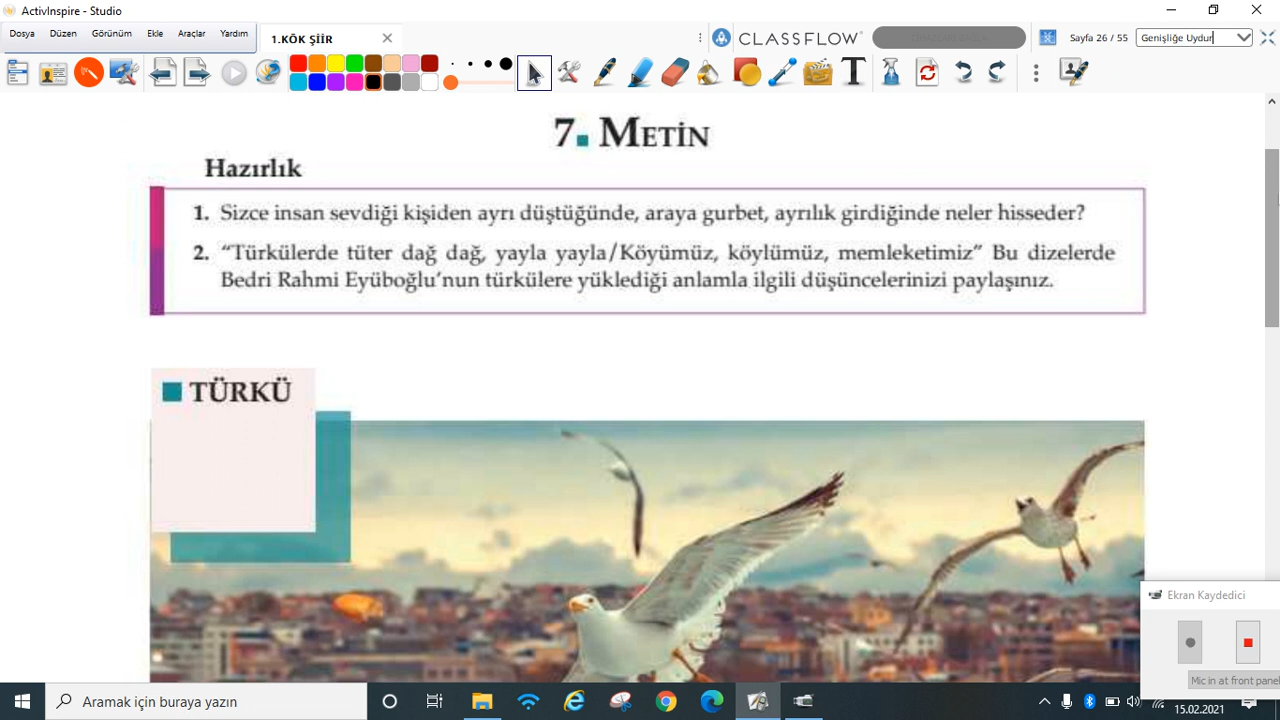 ActivInspire - Studio
Dosya Düzen Görünüm Ekle Araçlar Yardım
1.KÖK ŞİİR
CLASSFLOW
Sayfa 26 / 55
Genişliğe Uydur
7. METİN
Hazırlık
1. Sizce insan sevdiği kişiden ayrı düştüğünde, araya gurbet, ayrılık girdiğinde neler hisseder?
2. “Türkülerde tüter dağ dağ, yayla yayla/Köyümüz, köylümüz, memleketimiz” Bu dizelerde
Bedri Rahmi Eyüboğlu’nun türkülere yüklediği anlamla ilgili düşüncelerinizi paylaşınız.
TÜRKÜ
Ekran Kaydedici
Mic in at front panel
Aramak için buraya yazın
15.02.2021